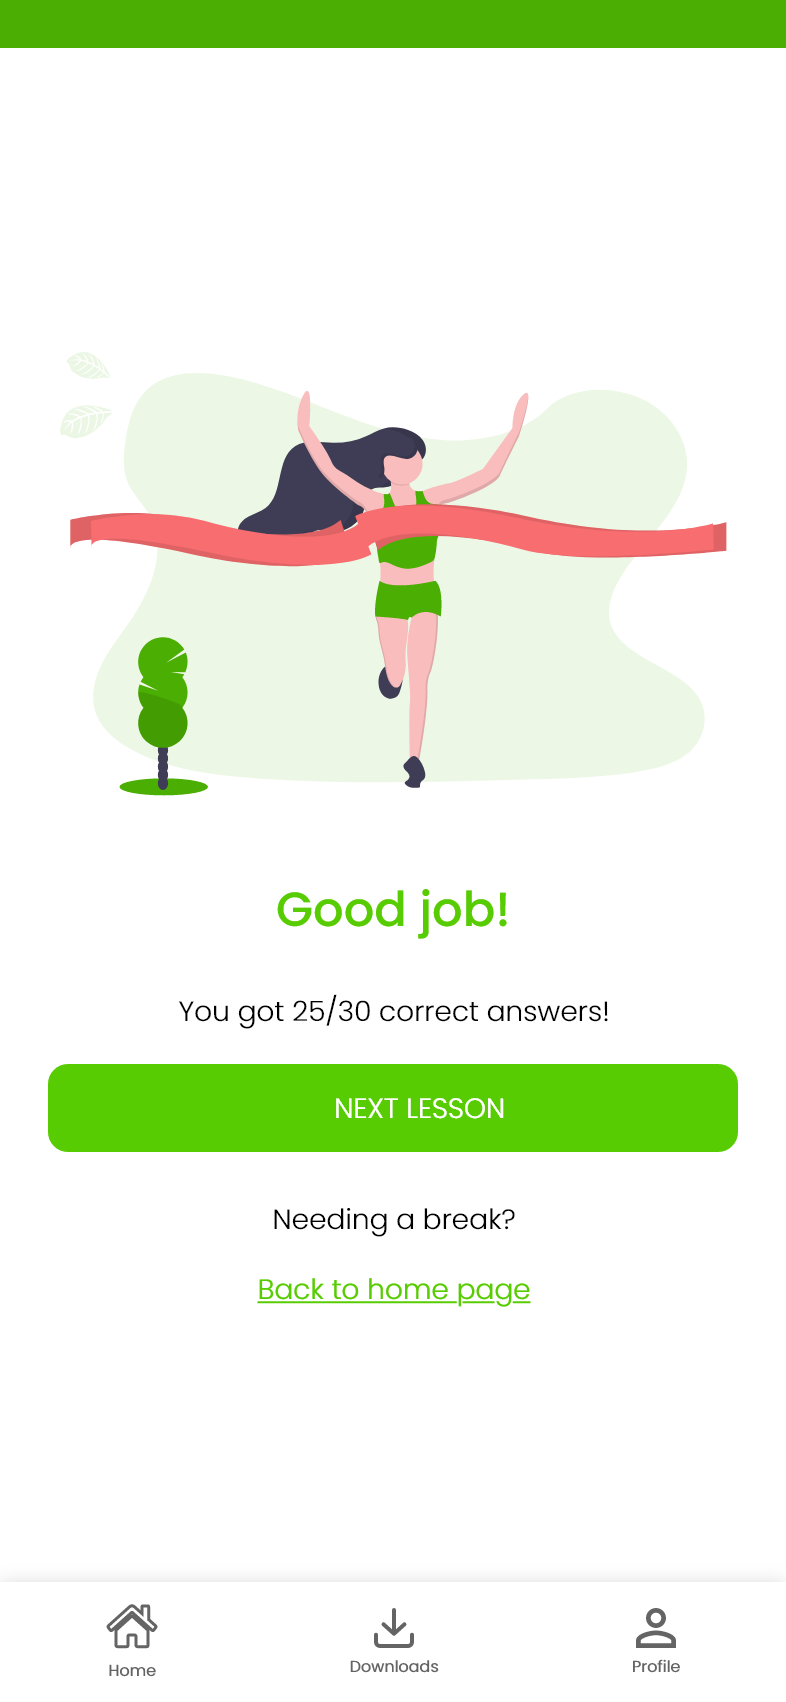 Good job!
You got 25/30 correct answers!
NEXT LESSON
Needing a break?
Back to home page
Home
Downloads
Profile